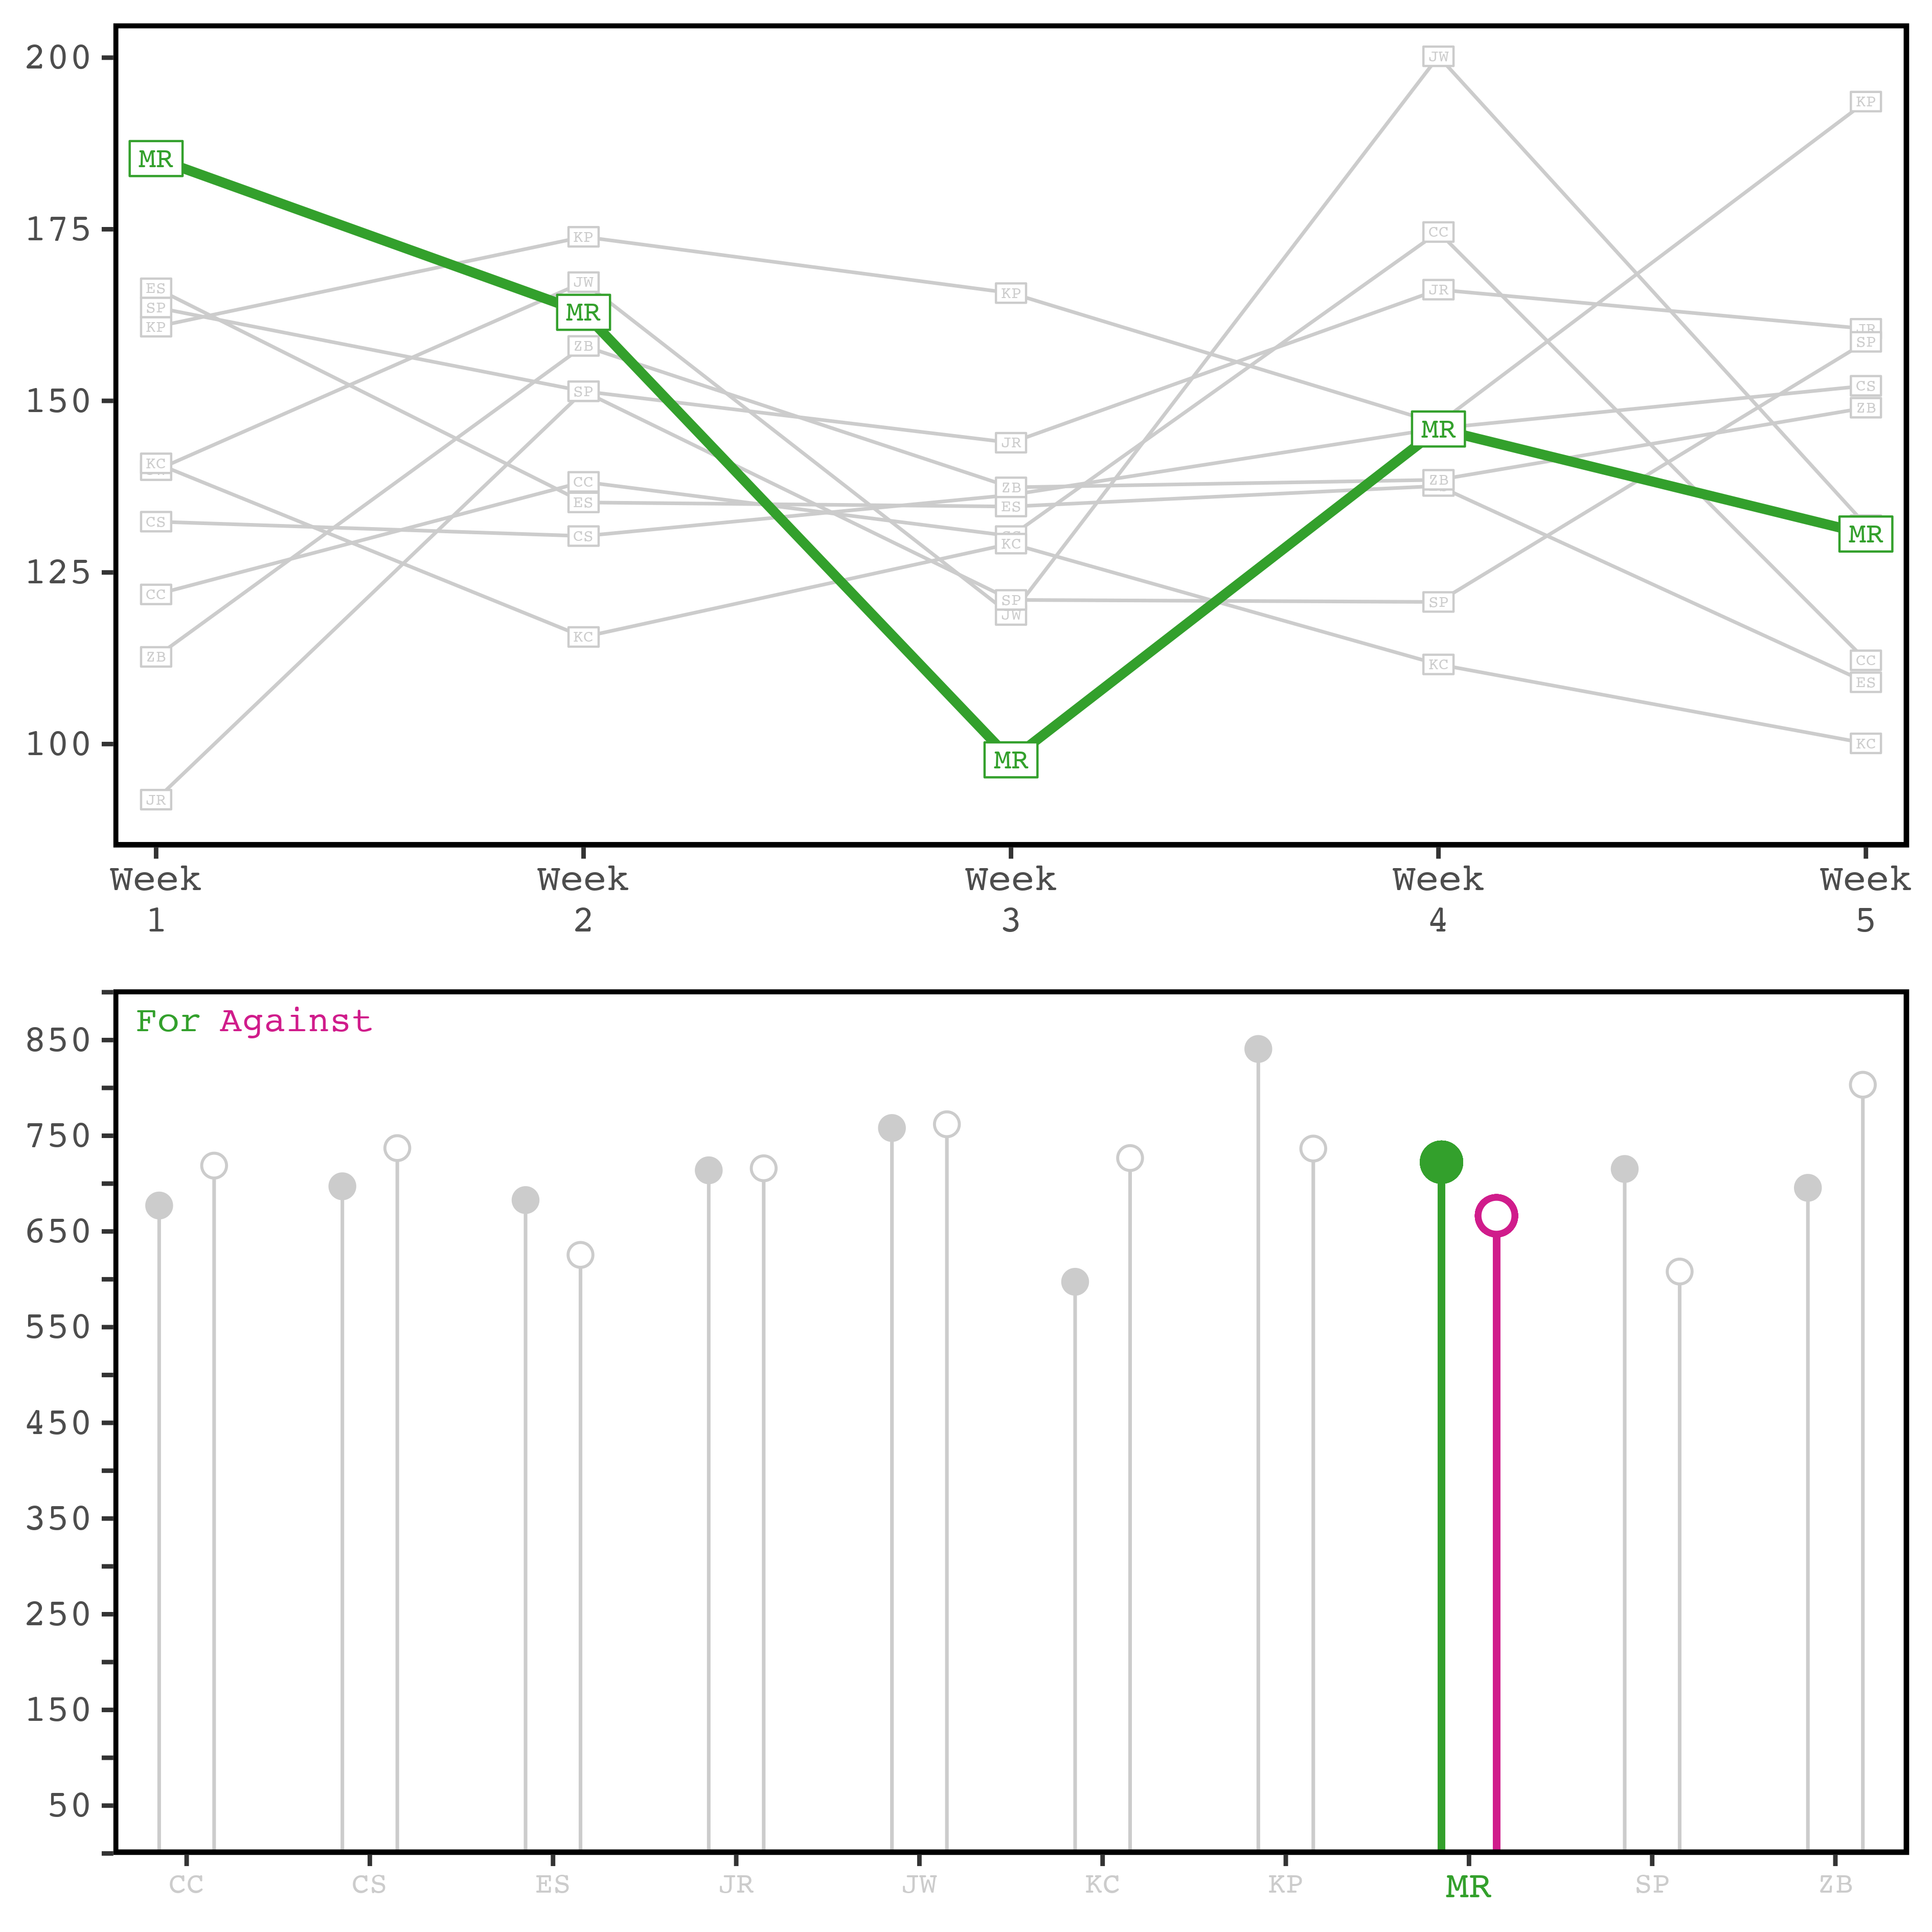 200
175
150
125
100
JW
KP
MR
KP
CC
ES
SP
KP
JW
MR
KP
JR
JR
SP
ZB
SP
CS
ZB
MR
KC
JR
CC
ES
CS
ZB
ES
KC
ZB
MR
CS
CC
ZB
KC
SP
JW
SP
KC
CC
ES
JR
MR
KC
Week Week Week Week Week
1 2 3 4 5
For Against
850
750
650
550
450
350
250
150
50
CC CS ES JR JW KC KP MR SP ZB